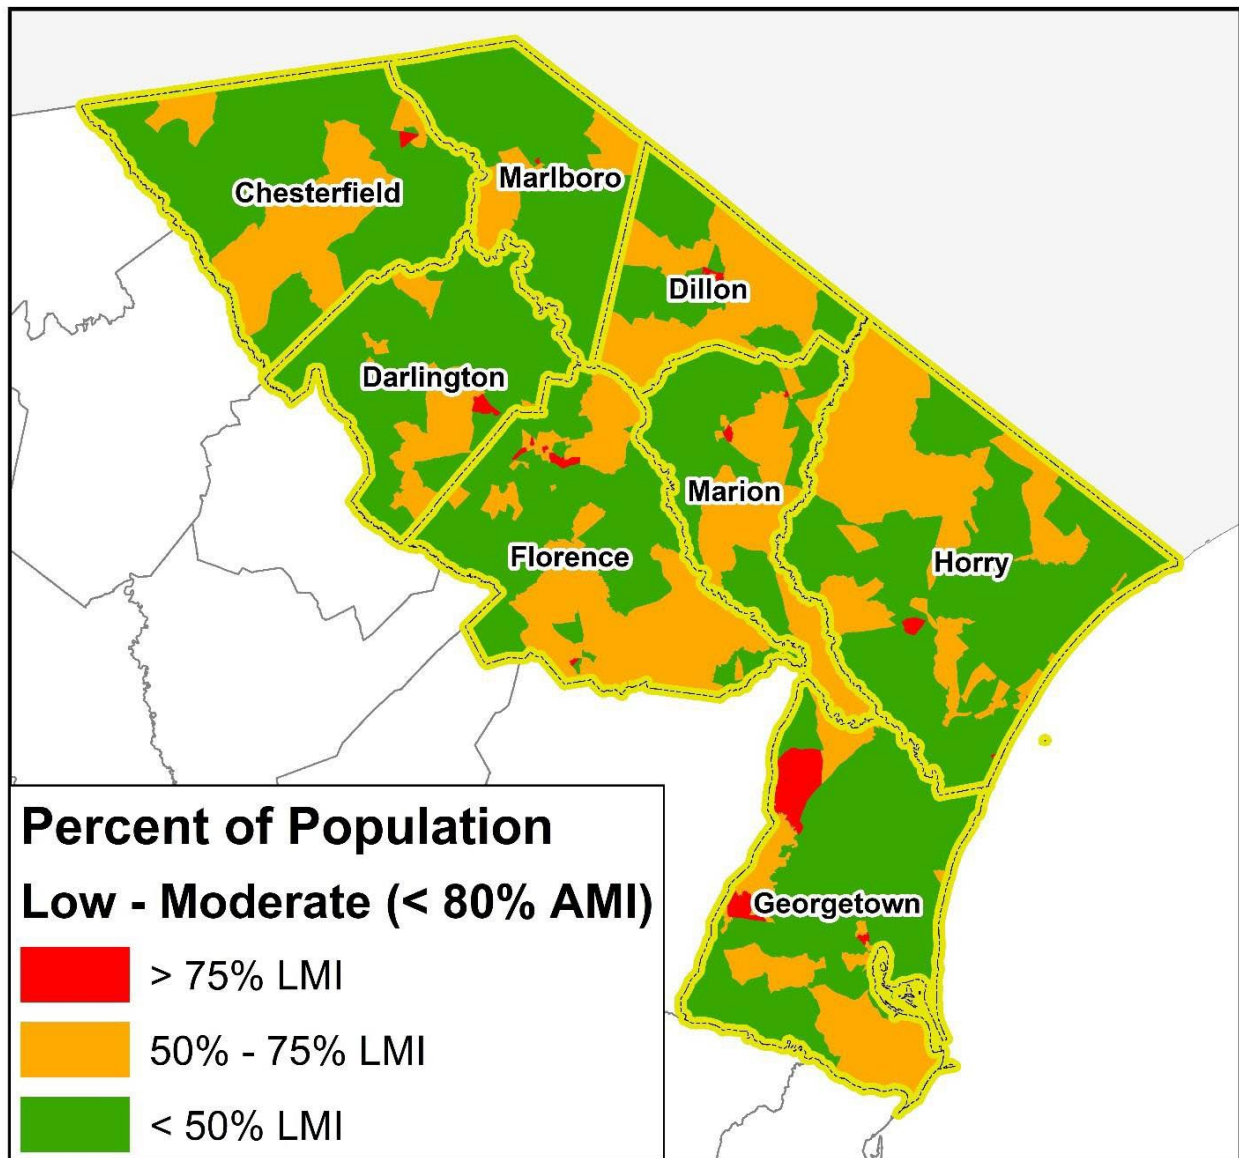 Chesterfield
Marlboro
Dillon
Darlington
Marion
Florence
Horry
Georgetown
Percent of Population
Low - Moderate (< 80% AMI)
> 75% LMI
50% - 75% LMI
< 50% LMI